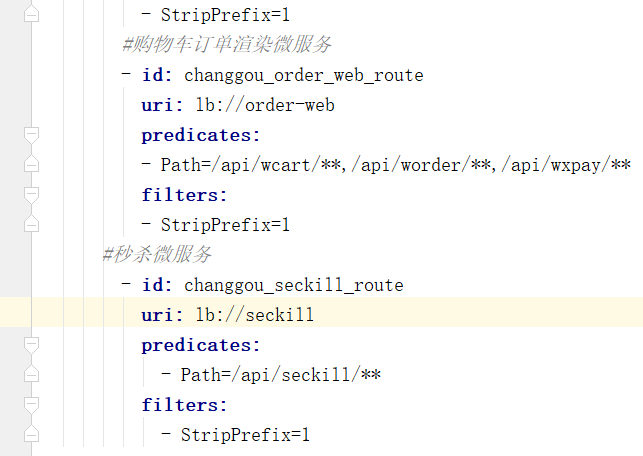 - StripPrefix=1
#购物车订单渲染微服务
- id: changgou_order_web_route
uri: lb://order-web
predicates:
- Path=/api/wcart/**,/api/worder/**,/api/wxpay/**
filters:
- StripPrefix=1
#秒杀微服务
- id: changgou_seckill_route
uri: lb://seckill
predicates:
- Path=/api/seckill/**
filters:
- StripPrefix=1